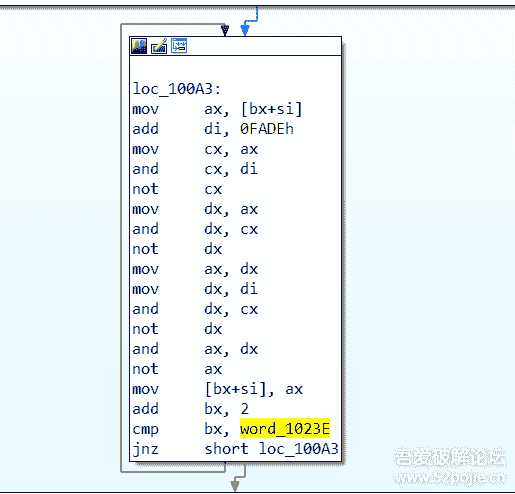 loc_100A3:
mov ax, [bx+si]
add di, 0FADEh
mov cx, ax
and cx, di
not cx
mov dx, ax
and dx, cx
not dx
mov ax, dx
mov dx, di
and dx, cx
not dx
and ax, dx
not ax
mov [bx+si], ax
add bx, 2
cmp bx, word_1023E
jnz short loc_100A3
吾爱破解论坛
www.52pojie.cn